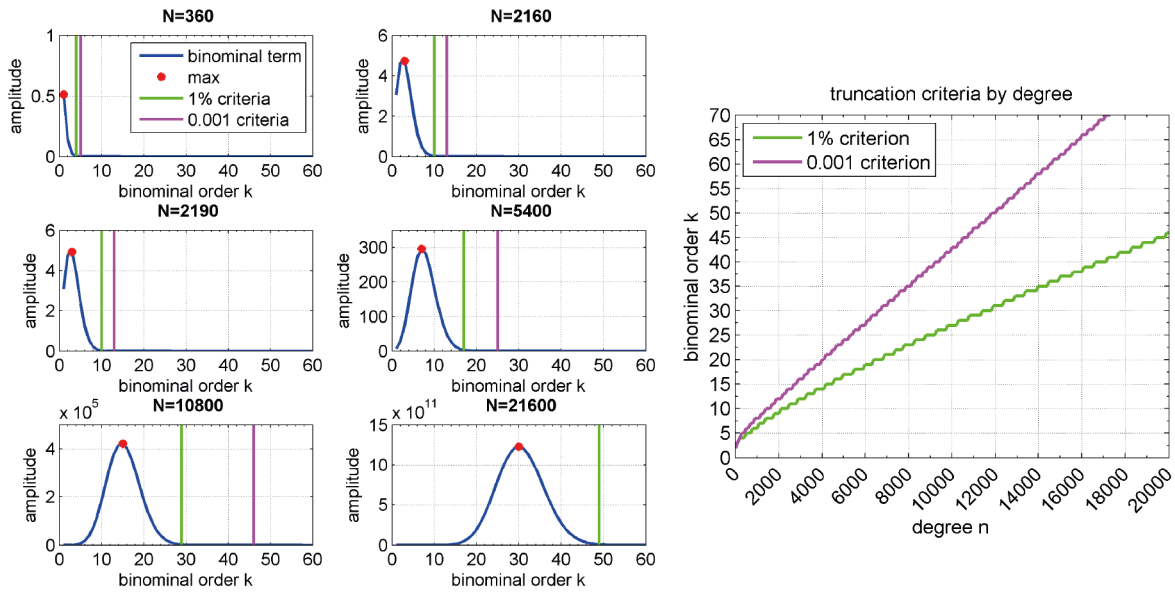 N=360
1
0.5
0
amplitude
0 10 20 30 40 50 60
binominal order k
binominal term
max
1% criteria
0.001 criteria
N=2160
6
4
2
0
amplitude
0 10 20 30 40 50 60
binominal order k
N=2190
6
4
2
0
amplitude
0 10 20 30 40 50 60
binominal order k
N=5400
300
200
100
0
amplitude
0 10 20 30 40 50 60
binominal order k
x 10^5
N=10800
4
2
0
amplitude
0 10 20 30 40 50 60
binominal order k
x 10^11
N=21600
15
10
5
0
amplitude
0 10 20 30 40 50 60
binominal order k
truncation criteria by degree
70
65
60
55
50
45
40
35
30
25
20
15
10
5
0
binominal order k
1% criterion
0.001 criterion
0 2000 4000 6000 8000 10000 12000 14000 16000 18000 20000
degree n